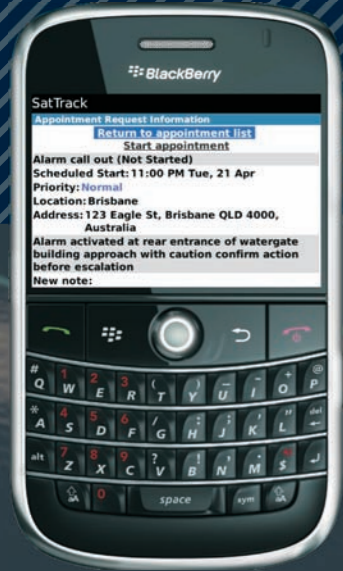 BlackBerry
SatTrack
Appointment Request Information
Return to appointment list
Start appointment
Alarm call out (Not Started)
Scheduled Start: 11:00 PM Tue, 21 Apr
Priority: Normal
Location: Brisbane
Address: 123 Eagle St, Brisbane QLD 4000,
Australia
Alarm activated at rear entrance of watergate
building approach with caution confirm action
before escalation
New note:
# 1 2 3 ( ) _ - + @
Q W E R T Y U I O P
* 4 5 6 / : ; ' " del
A S D F G H J K L
alt 7 8 9 ? ! , .
Z X C V B N M $
aA 0 space sym aA